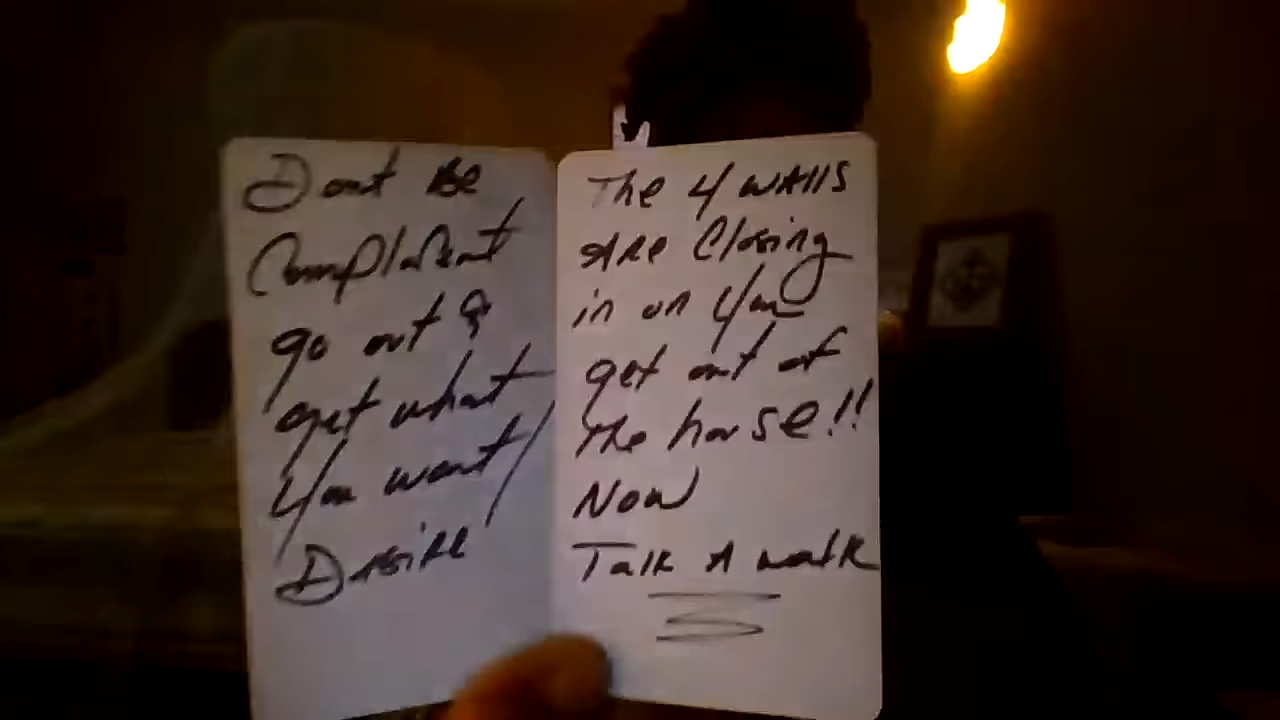 Dont Be
Complasent
go out &
get what
you want/
Desire
The 4 WAllS
Are Closing
in on you
get out of
the house!!
Now
Talk A walk